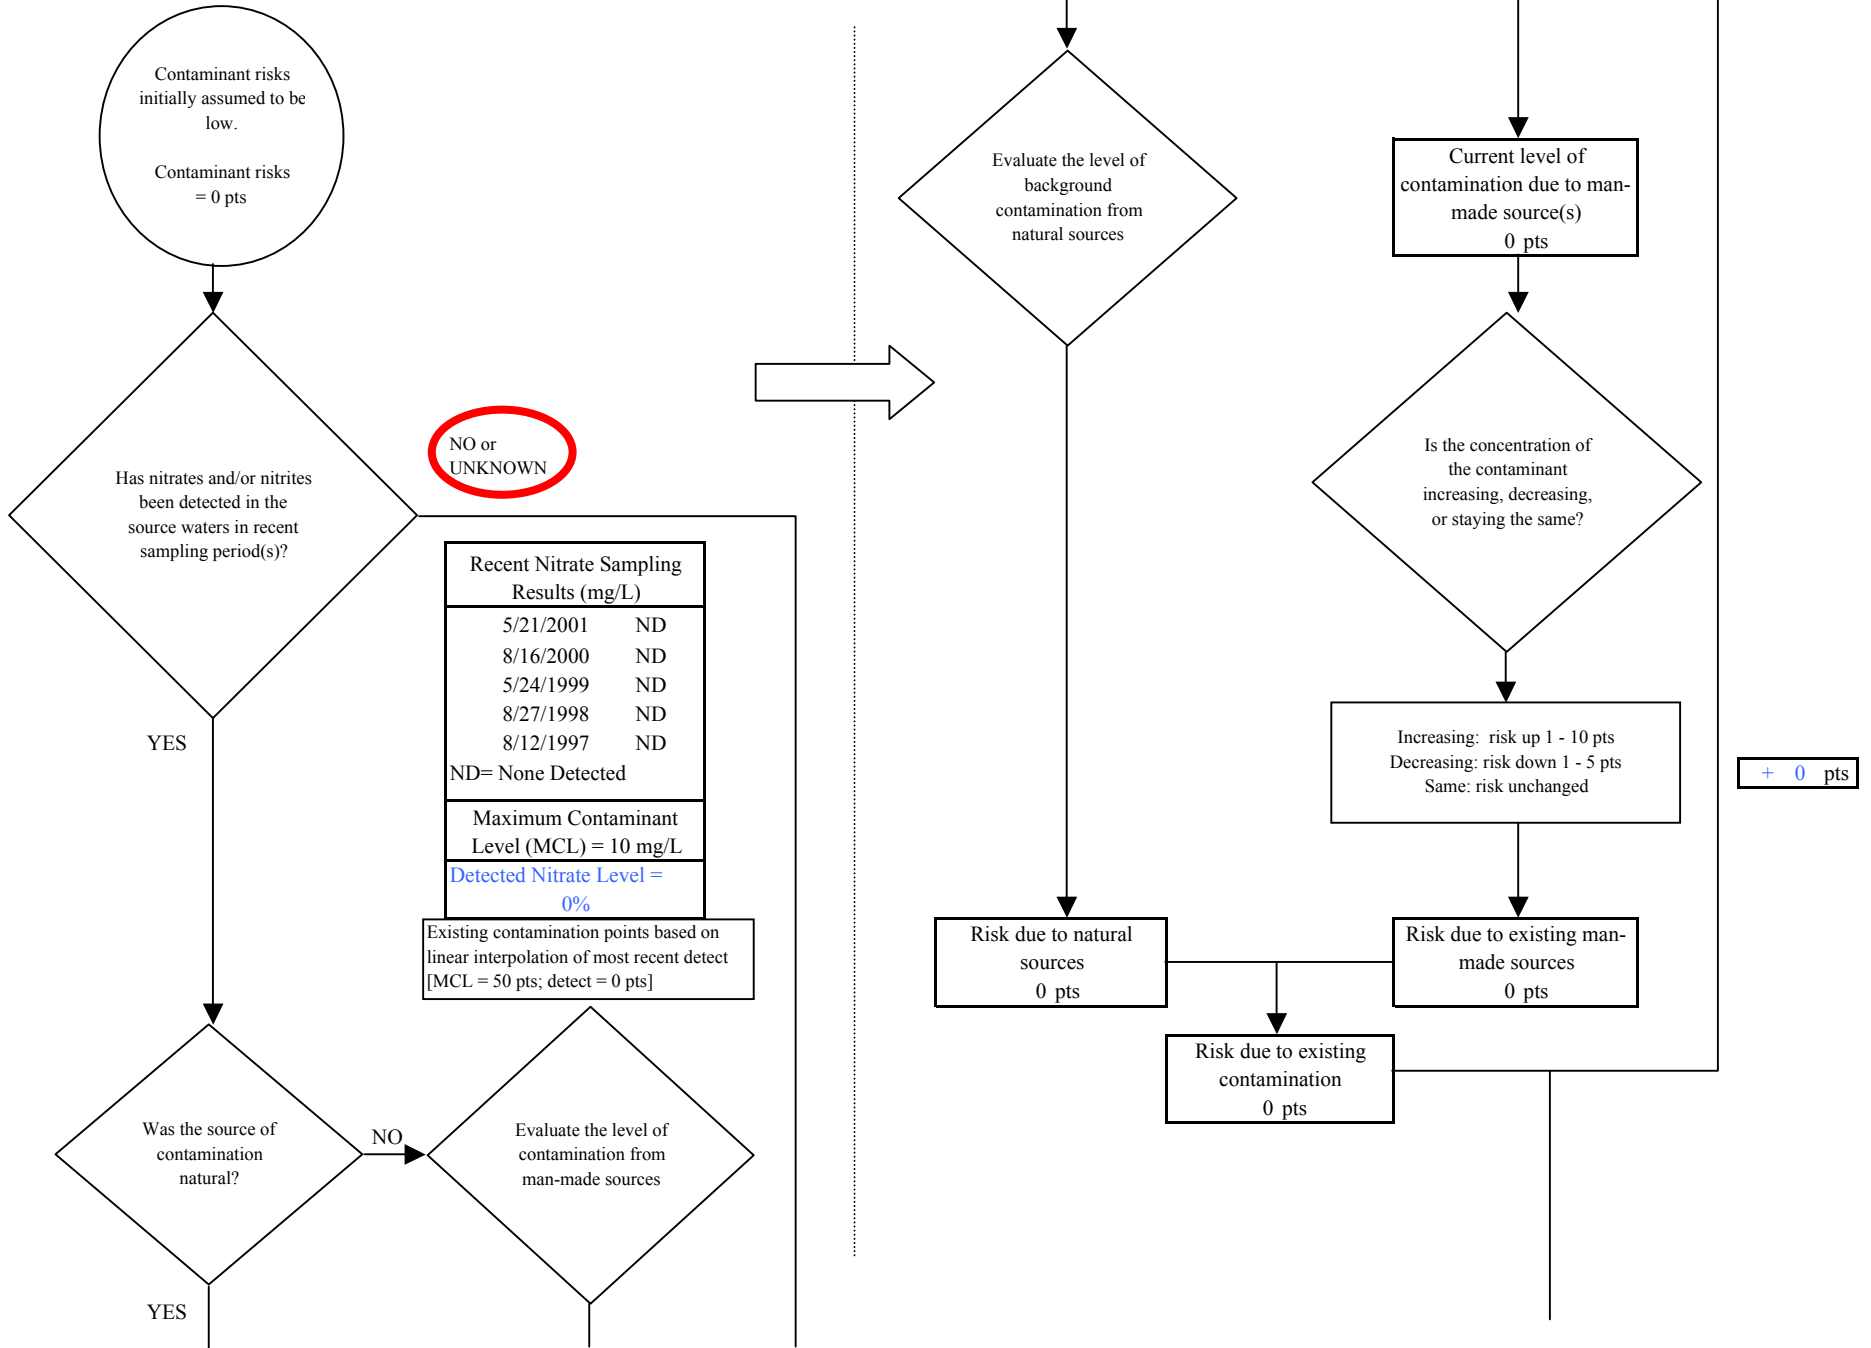 Contaminant risks
initially assumed to be
low.
Contaminant risks
= 0 pts
Has nitrates and/or nitrites
been detected in the
source waters in recent
sampling period(s)?
NO or
UNKNOWN
YES
Recent Nitrate Sampling
Results (mg/L)
5/21/2001 ND
8/16/2000 ND
5/24/1999 ND
8/27/1998 ND
8/12/1997 ND
ND= None Detected
Maximum Contaminant
Level (MCL) = 10 mg/L
Detected Nitrate Level =
0%
Existing contamination points based on
linear interpolation of most recent detect
[MCL = 50 pts; detect = 0 pts]
Was the source of
contamination
natural?
NO
Evaluate the level of
contamination from
man-made sources
YES
Evaluate the level of
background
contamination from
natural sources
Current level of
contamination due to man-
made source(s)
0 pts
Is the concentration of
the contaminant
increasing, decreasing,
or staying the same?
Increasing: risk up 1 - 10 pts
Decreasing: risk down 1 - 5 pts
Same: risk unchanged
+ 0 pts
Risk due to natural
sources
0 pts
Risk due to existing man-
made sources
0 pts
Risk due to existing
contamination
0 pts